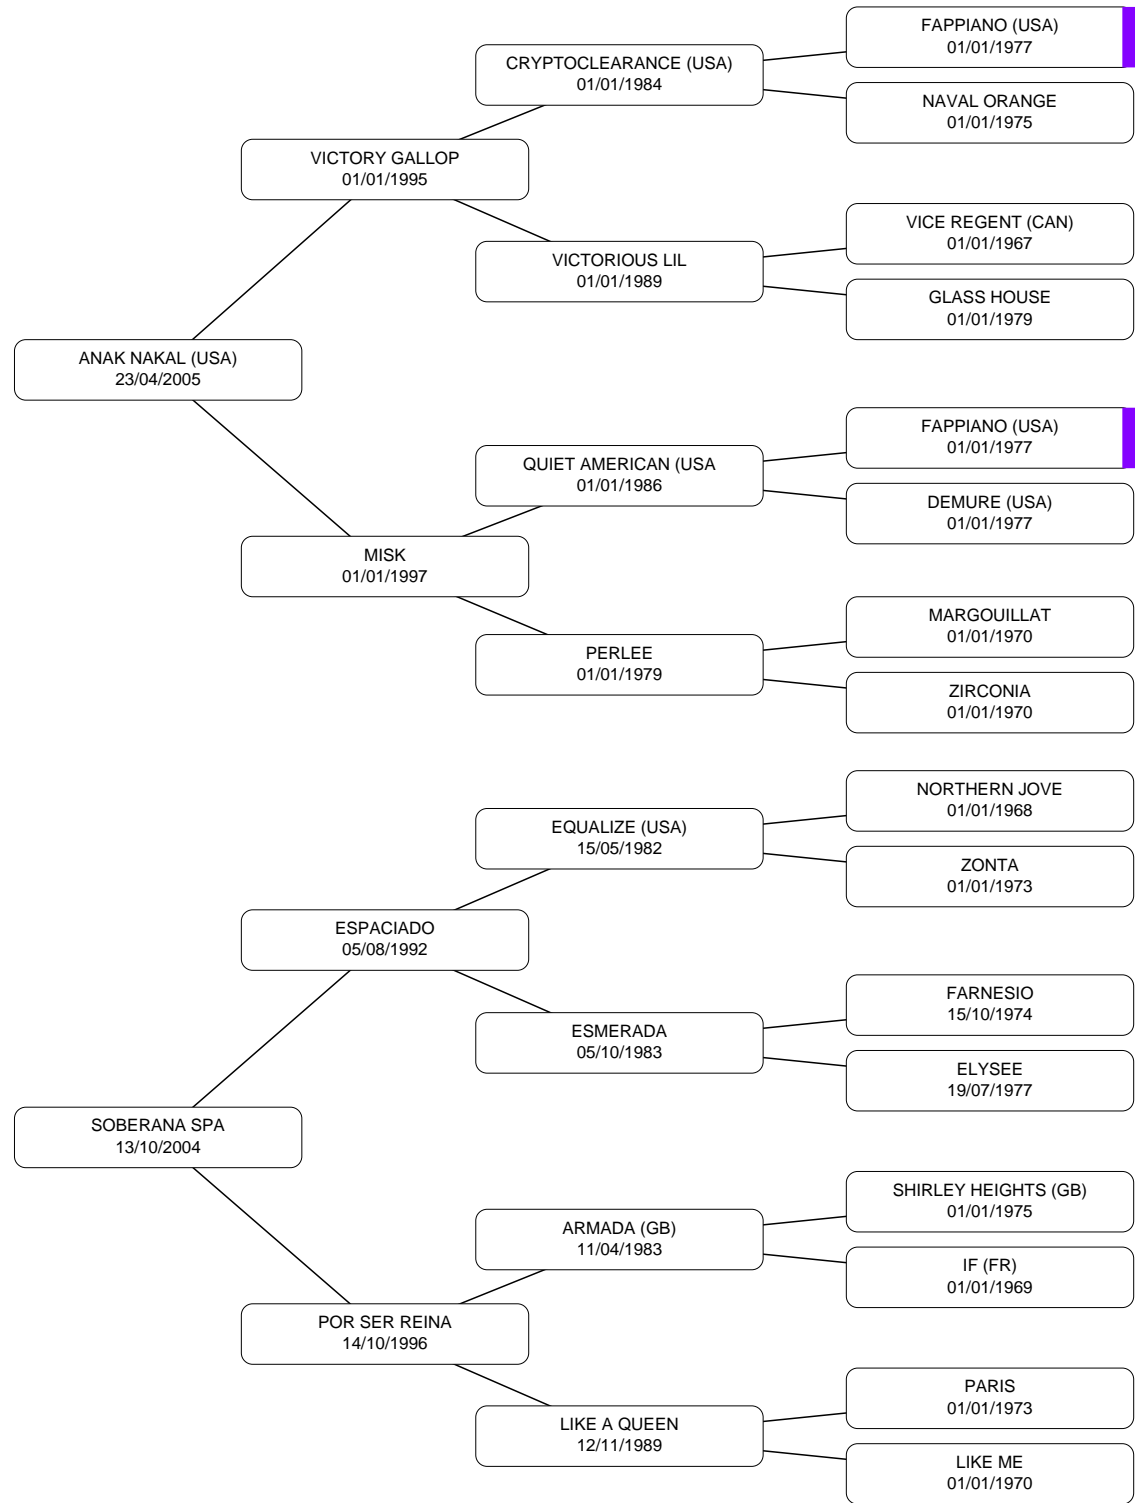 FAPPIANO (USA)
01/01/1977
CRYPTOCLEARANCE (USA)
01/01/1984
NAVAL ORANGE
01/01/1975
VICTORY GALLOP
01/01/1995
VICE REGENT (CAN)
01/01/1967
VICTORIOUS LIL
01/01/1989
GLASS HOUSE
01/01/1979
ANAK NAKAL (USA)
23/04/2005
FAPPIANO (USA)
01/01/1977
QUIET AMERICAN (USA
01/01/1986
DEMURE (USA)
01/01/1977
MISK
01/01/1997
MARGOUILLAT
01/01/1970
PERLEE
01/01/1979
ZIRCONIA
01/01/1970
NORTHERN JOVE
01/01/1968
EQUALIZE (USA)
15/05/1982
ZONTA
01/01/1973
ESPACIADO
05/08/1992
FARNESIO
15/10/1974
ESMERADA
05/10/1983
ELYSEE
19/07/1977
SOBERANA SPA
13/10/2004
SHIRLEY HEIGHTS (GB)
01/01/1975
ARMADA (GB)
11/04/1983
IF (FR)
01/01/1969
POR SER REINA
14/10/1996
PARIS
01/01/1973
LIKE A QUEEN
12/11/1989
LIKE ME
01/01/1970